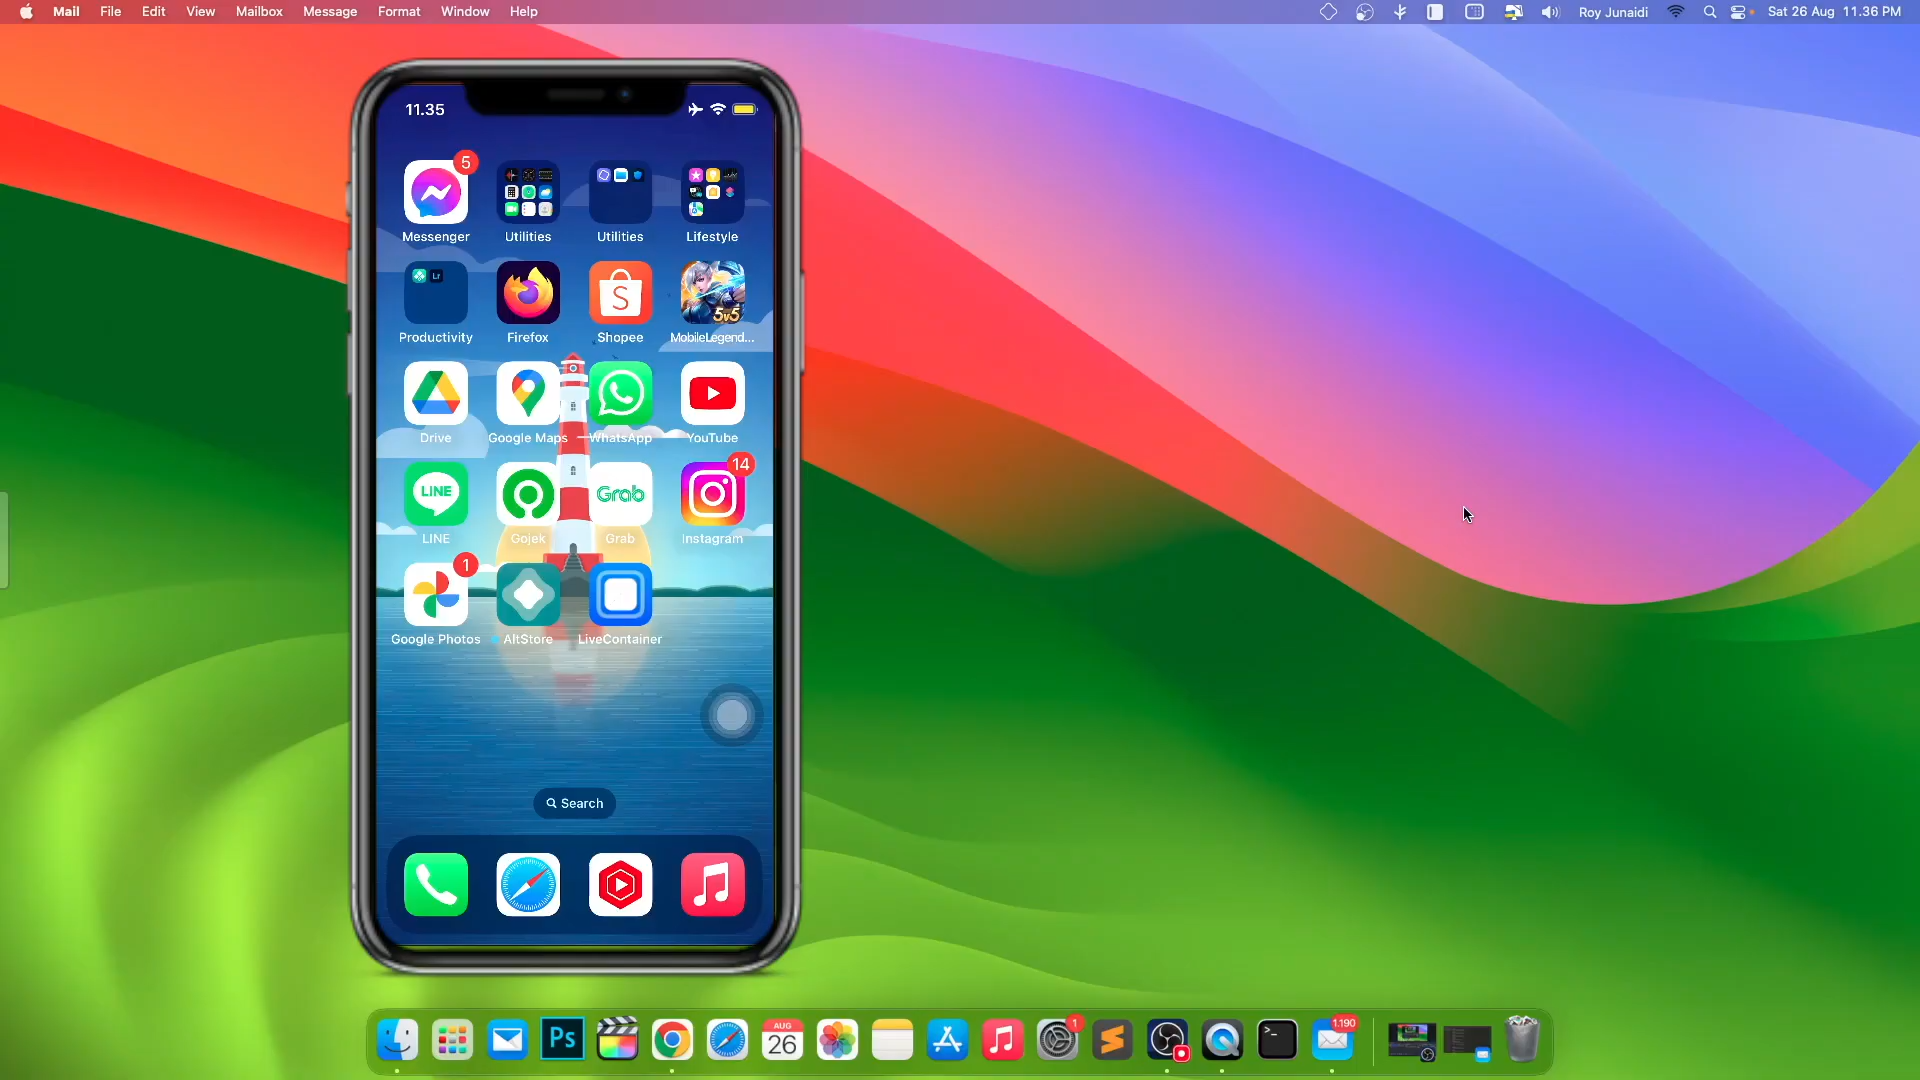 Mail File Edit View Mailbox Message Format Window Help Roy Junaidi Sat 26 Aug 11.36 PM
11.35
5
Messenger Utilities Utilities Lifestyle
Lr
S
5v5
Productivity Firefox Shopee MobileLegend...
Drive Google Maps WhatsApp YouTube
14
LINE Grab
LINE Gojek Grab Instagram
1
Google Photos AltStore LiveContainer
Search
Ps AUG 26 1 >_ 1.190